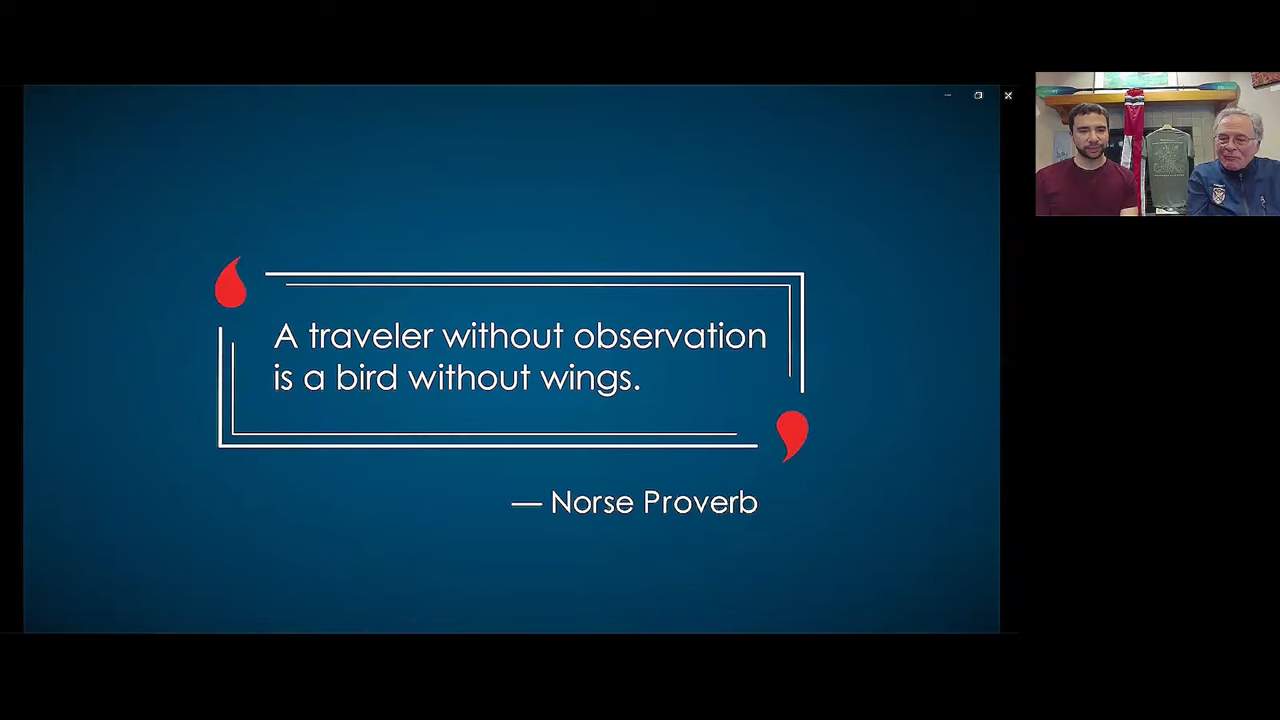 A traveler without observation
is a bird without wings.
— Norse Proverb